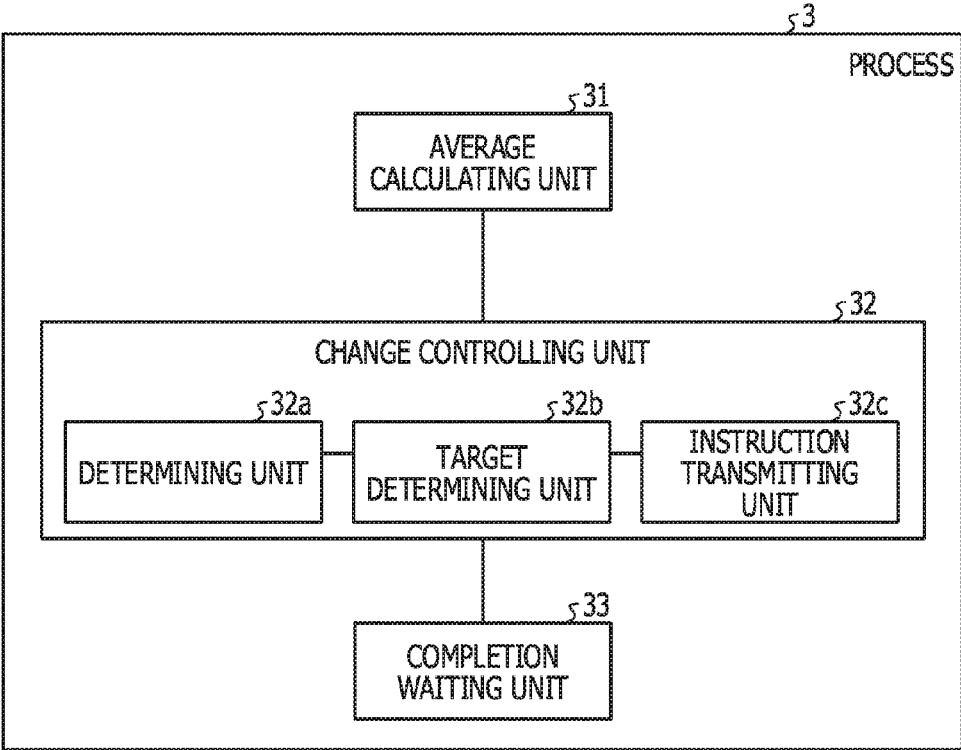 3
PROCESS
31
AVERAGE
CALCULATING UNIT
32
CHANGE CONTROLLING UNIT
32a
DETERMINING UNIT
32b
TARGET
DETERMINING UNIT
32c
INSTRUCTION
TRANSMITTING
UNIT
33
COMPLETION
WAITING UNIT